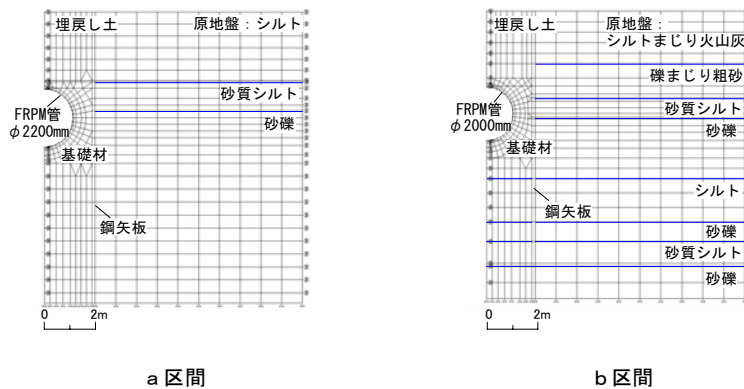 埋戻し土
原地盤：シルト
砂質シルト
FRPM管
φ2200mm
砂礫
基礎材
鋼矢板
0 2m
a区間
埋戻し土
原地盤：
シルトまじり火山灰
礫まじり粗砂
FRPM管
φ2000mm
砂質シルト
砂礫
基礎材
シルト
鋼矢板
砂礫
砂質シルト
砂礫
0 2m
b区間